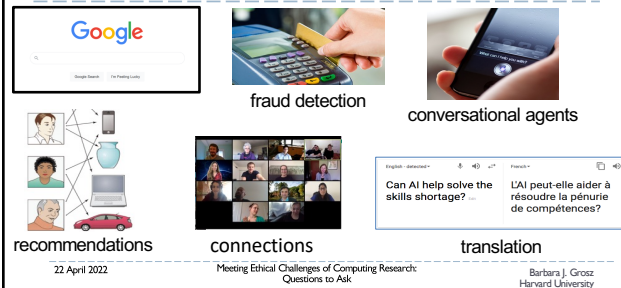 Google
Google Search
I'm Feeling Lucky
What can I help you with?
fraud detection
conversational agents
English - detected
French
Can AI help solve the
skills shortage?
L'AI peut-elle aider à
résoudre la pénurie
de compétences?
recommendations
connections
translation
22 April 2022
Meeting Ethical Challenges of Computing Research:
Questions to Ask
Barbara J. Grosz
Harvard University